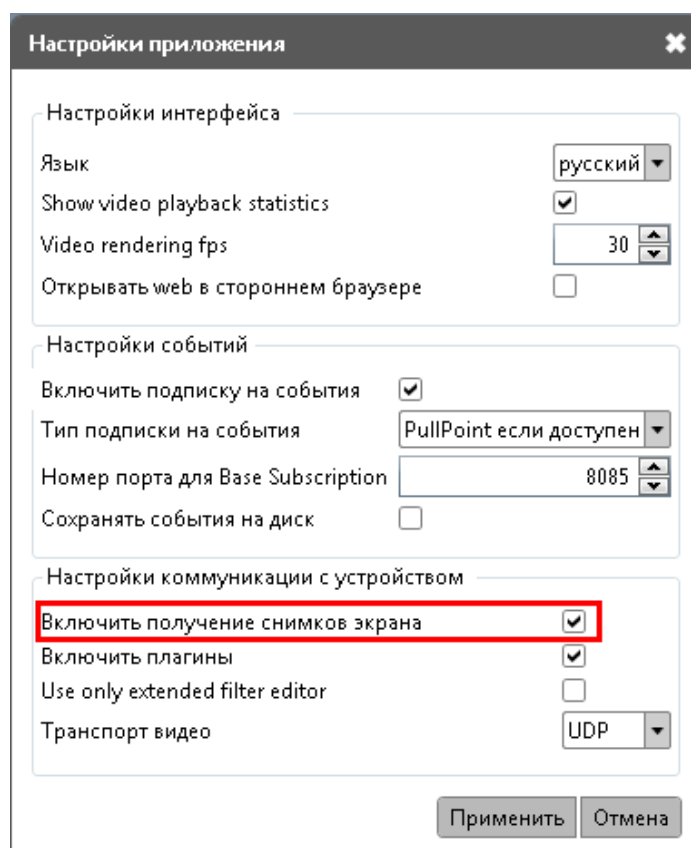 Настройки приложения
Настройки интерфейса
Язык русский
Show video playback statistics
Video rendering fps 30
Открывать web в стороннем браузере
Настройки событий
Включить подписку на события
Тип подписки на события PullPoint если доступен
Номер порта для Base Subscription 8085
Сохранять события на диск
Настройки коммуникации с устройством
Включить получение снимков экрана
Включить плагины
Use only extended filter editor
Транспорт видео UDP
Применить Отмена